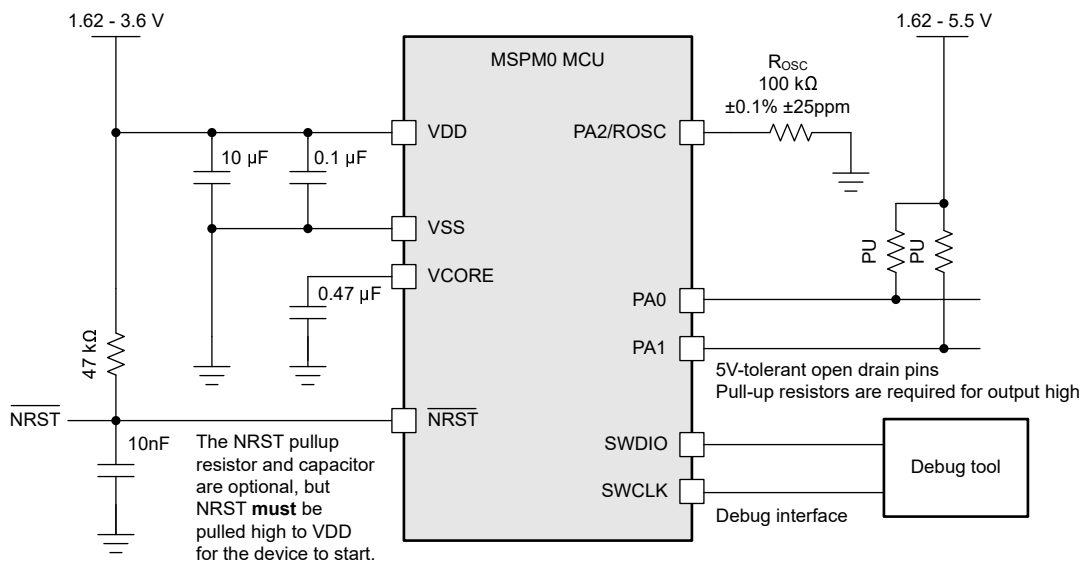 1.62 - 3.6 V
1.62 - 5.5 V
MSPM0 MCU
ROSC
100 kΩ
±0.1% ±25ppm
VDD
PA2/ROSC
10 µF
0.1 µF
VSS
VCORE
0.47 µF
PU
PU
PA0
PA1
47 kΩ
5V-tolerant open drain pins
Pull-up resistors are required for output high
NRST
NRST
10nF
The NRST pullup
resistor and capacitor
are optional, but
NRST must be
pulled high to VDD
for the device to start.
SWDIO
SWCLK
Debug tool
Debug interface